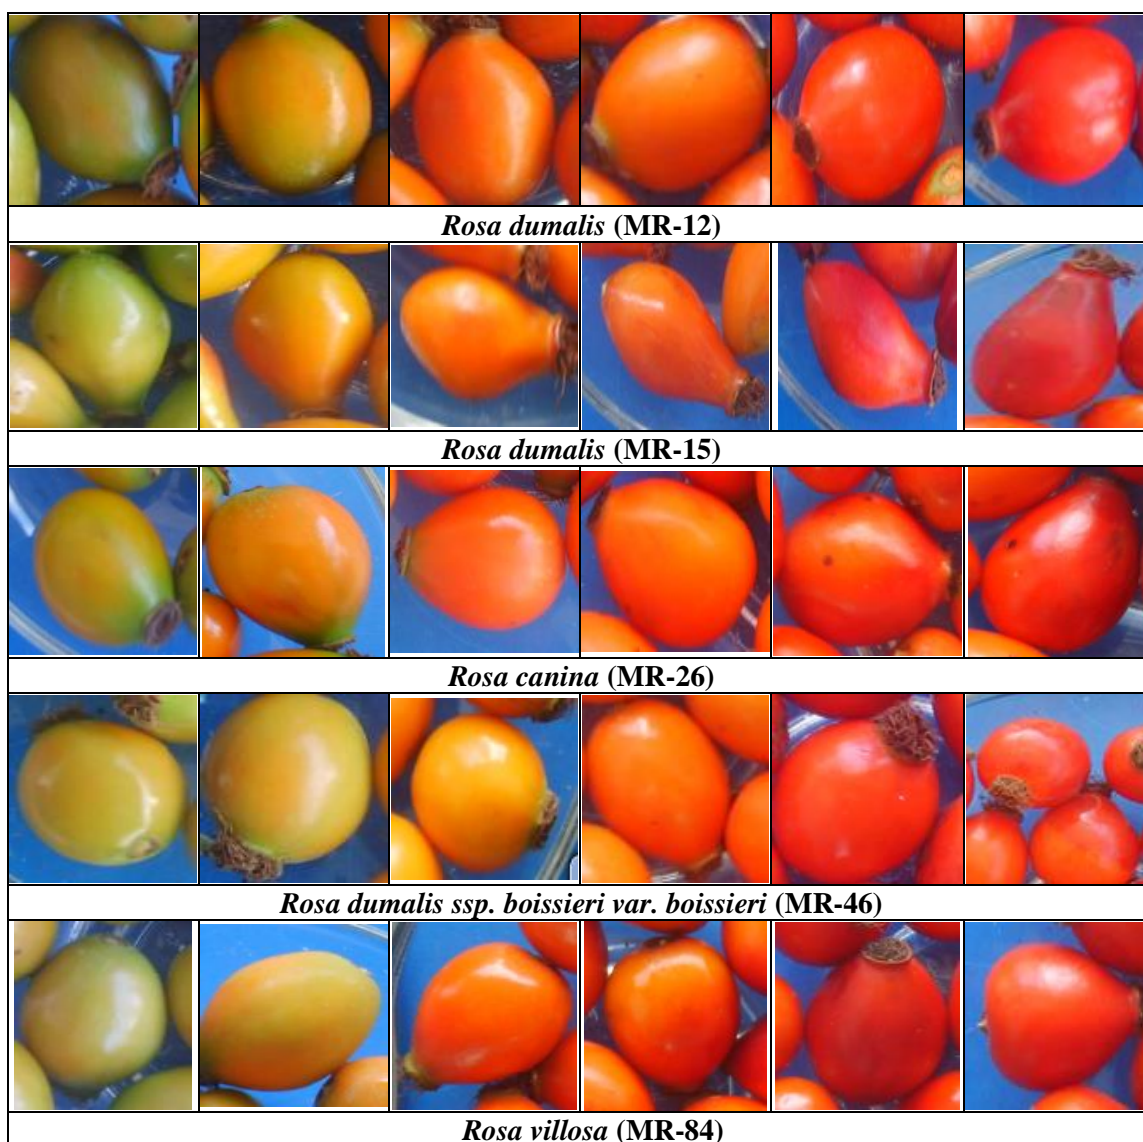 Rosa dumalis (MR-12)
Rosa dumalis (MR-15)
Rosa canina (MR-26)
Rosa dumalis ssp. boissieri var. boissieri (MR-46)
Rosa villosa (MR-84)